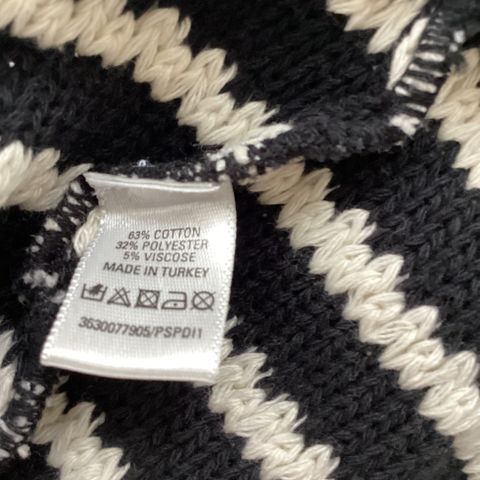 63% COTTON
32% POLYESTER
5% VISCOSE
MADE IN TURKEY
3630077905/PSPDI1